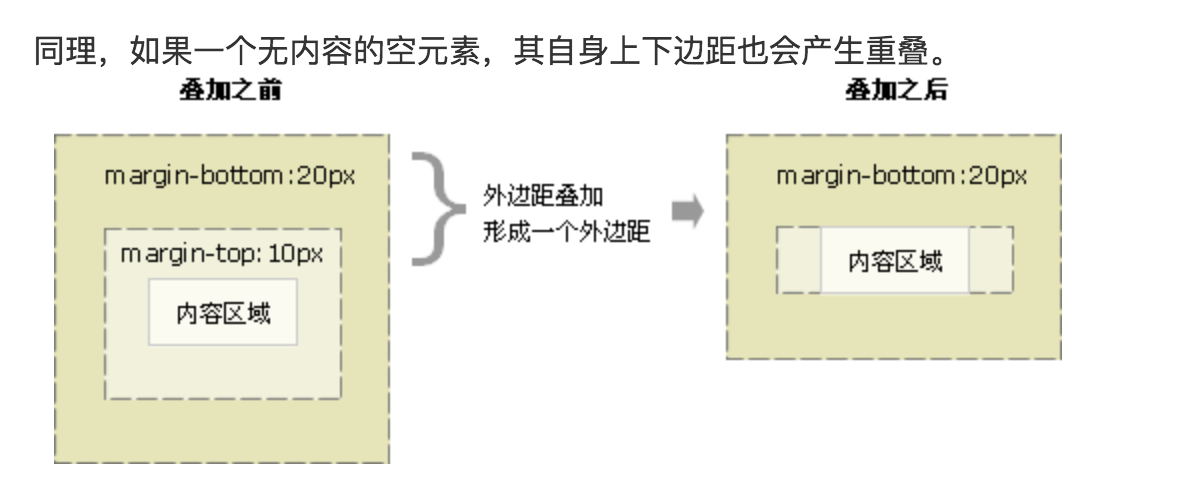 同理，如果一个无内容的空元素，其自身上下边距也会产生重叠。
叠加之前
叠加之后
margin-bottom:20px
margin-top:10px
内容区域
外边距叠加
形成一个外边距
margin-bottom:20px
内容区域